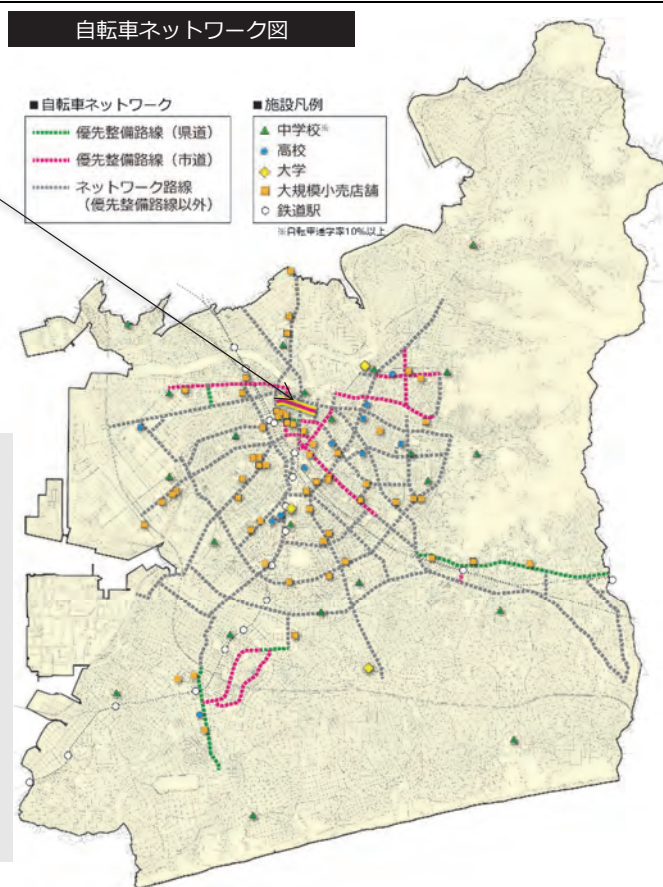 自転車ネットワーク図
■自転車ネットワーク
優先整備路線（県道）
優先整備路線（市道）
ネットワーク路線
（優先整備路線以外）
■施設凡例
中学校※
高校
大学
大規模小売店舗
鉄道駅
※自転車通学率10%以上